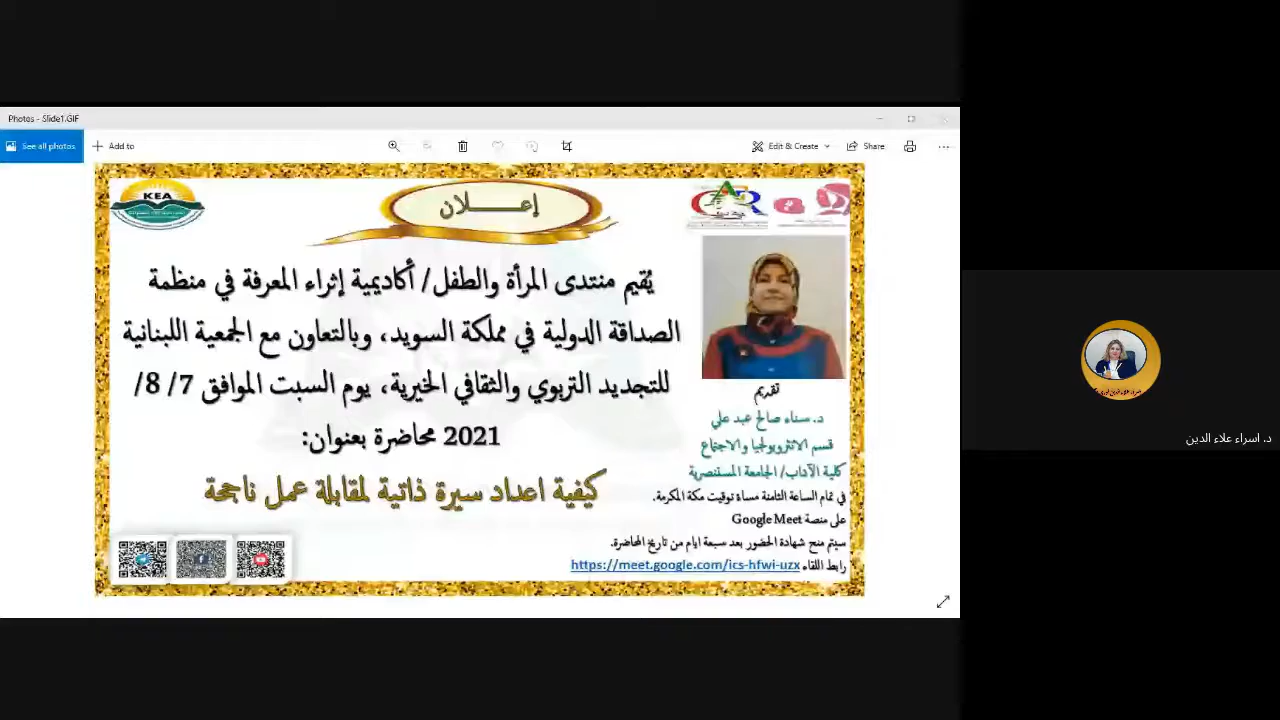 Photos - Slide1.GIF
See all photos
Add to
Edit & Create
Share
KEA
إعـــــلان
يُقيم منتدى المرأة والطفل/ أكاديمية إثراء المعرفة في منظمة
الصداقة الدولية في مملكة السويد، وبالتعاون مع الجمعية اللبنانية
للتجديد التربوي والثقافي الخيرية، يوم السبت الموافق 7/ 8/
2021 محاضرة بعنوان:
كيفية اعداد سيرة ذاتية لمقابلة عمل ناجحة
تقديم
د. سناء صالح عبد علي
قسم الانثروبولجيا والاجتماع
كلية الآداب/ الجامعة المستنصرية
في تمام الساعة الثامنة مساءً توقيت مكة المكرمة.
على منصة Google Meet
سيتم منح شهادة الحضور بعد سبعة ايام من تاريخ المحاضرة.
رابط اللقاء https://meet.google.com/ics-hfwi-uzx
د. اسراء علاء الدين